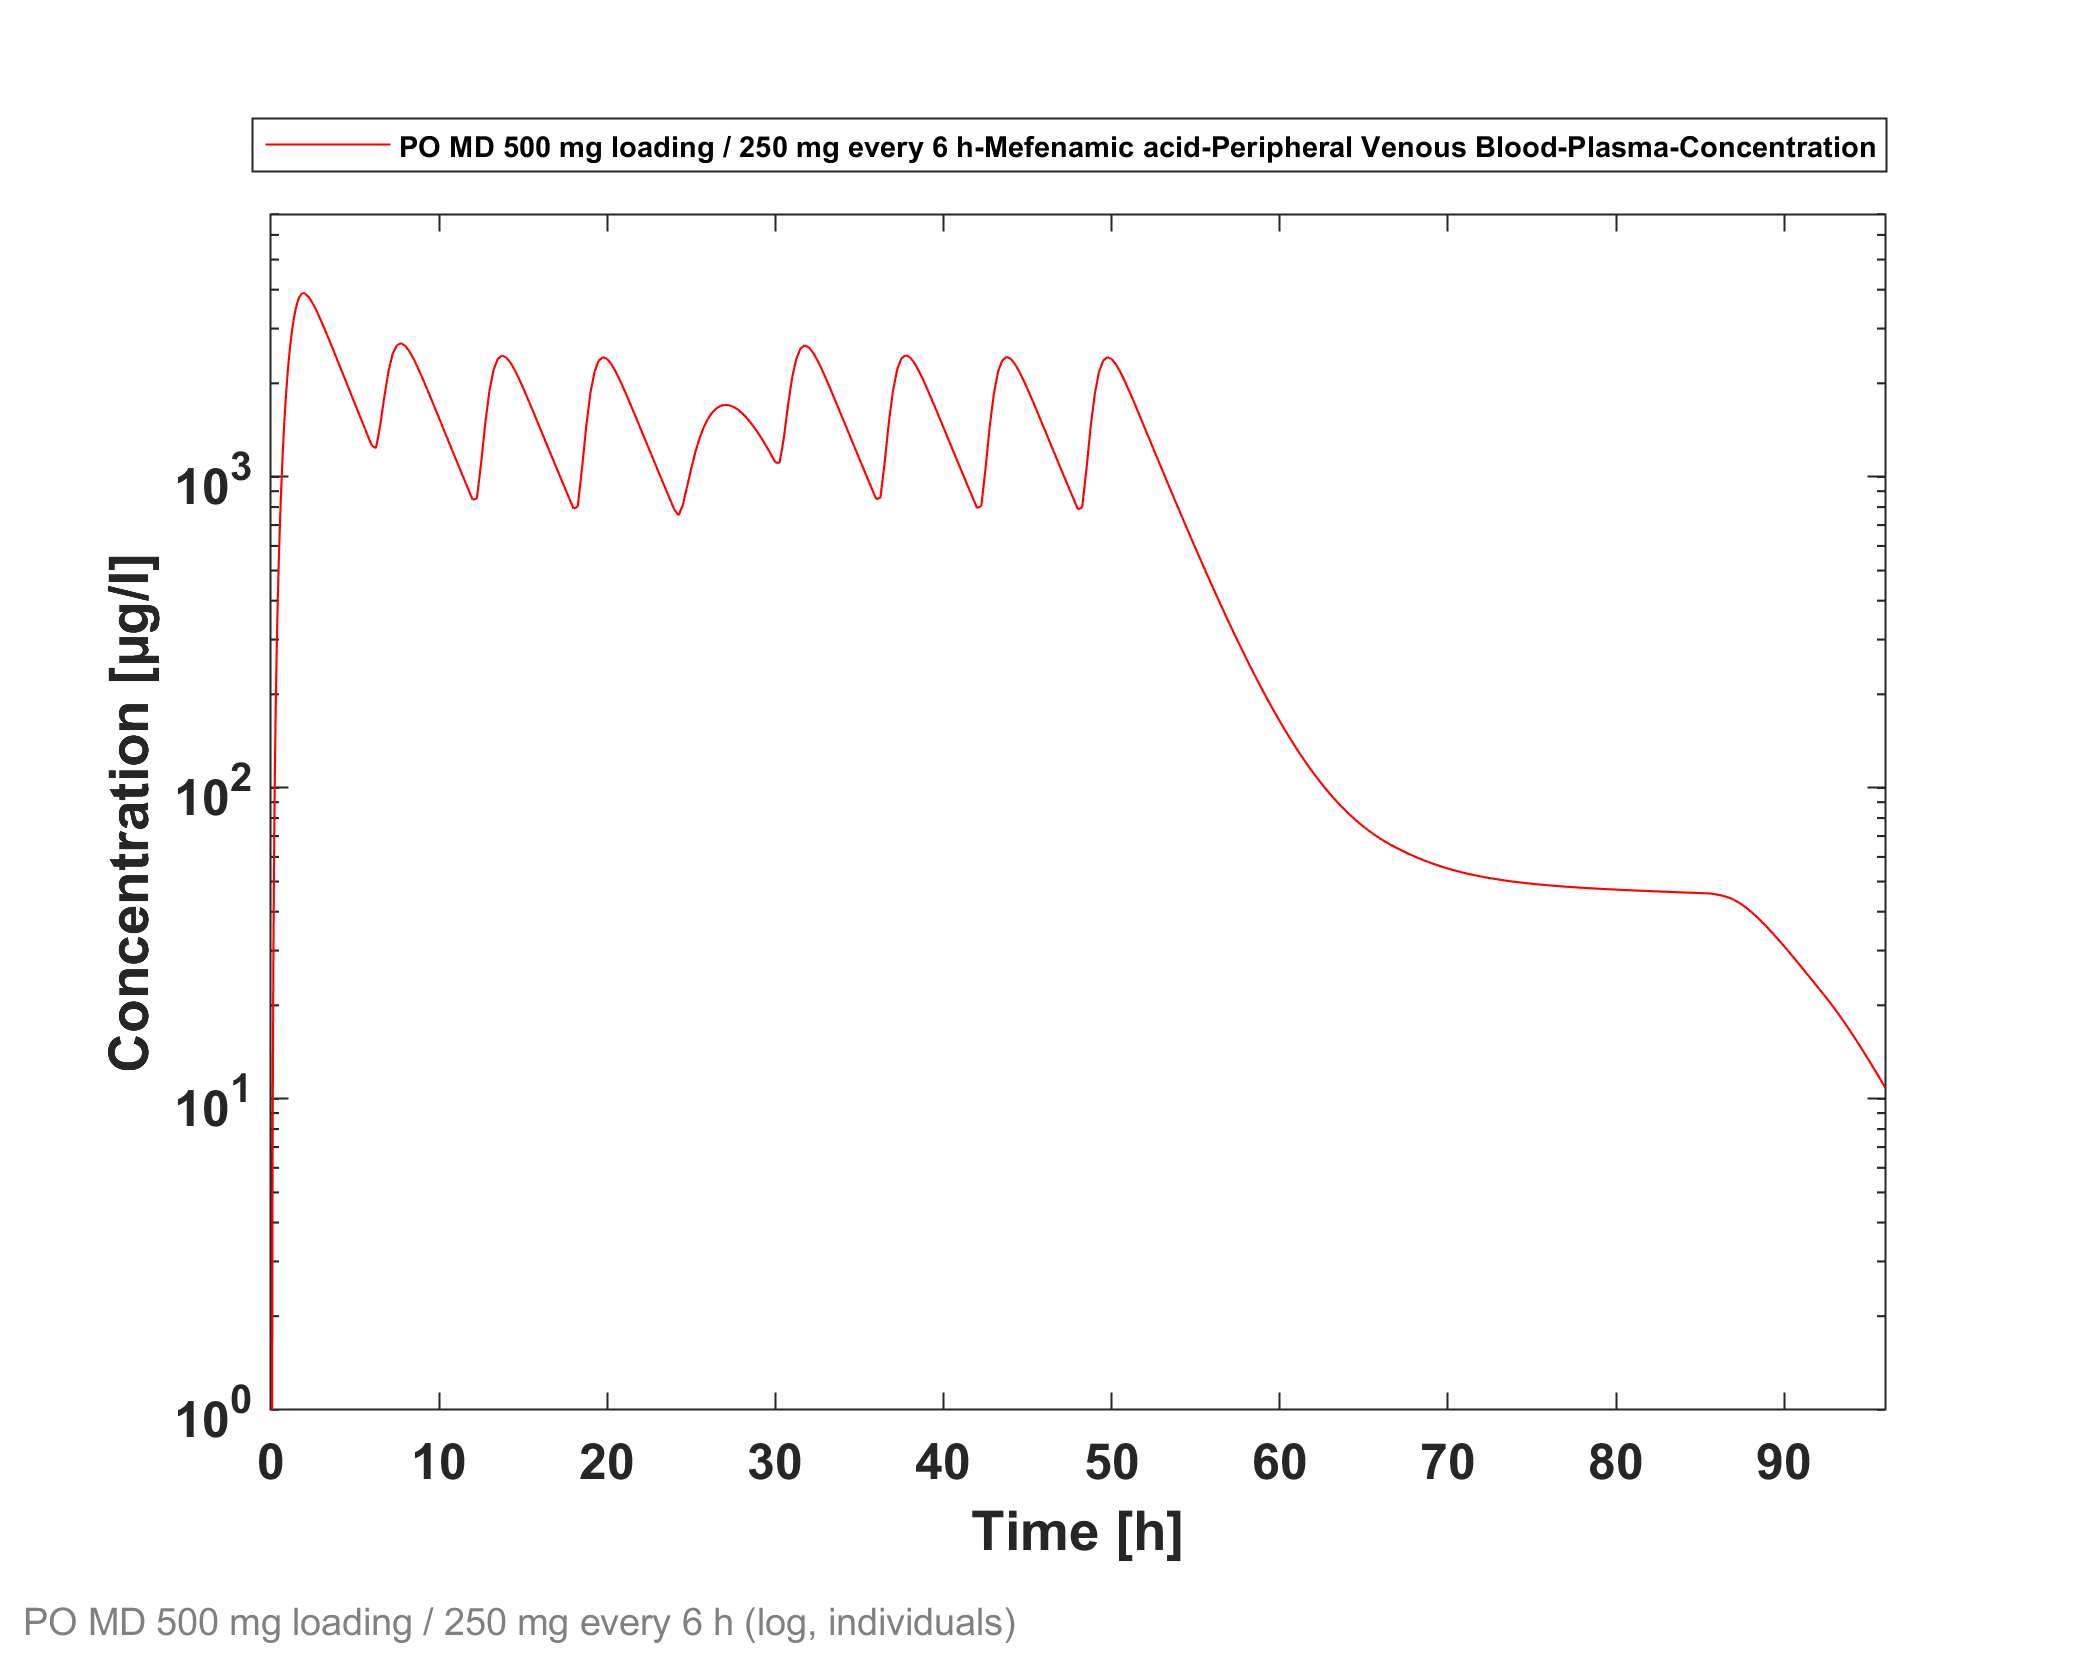 PO MD 500 mg loading / 250 mg every 6 h-Mefenamic acid-Peripheral Venous Blood-Plasma-Concentration
Concentration [µg/l]
10³
10²
10¹
10⁰
0 10 20 30 40 50 60 70 80 90
Time [h]
PO MD 500 mg loading / 250 mg every 6 h (log, individuals)